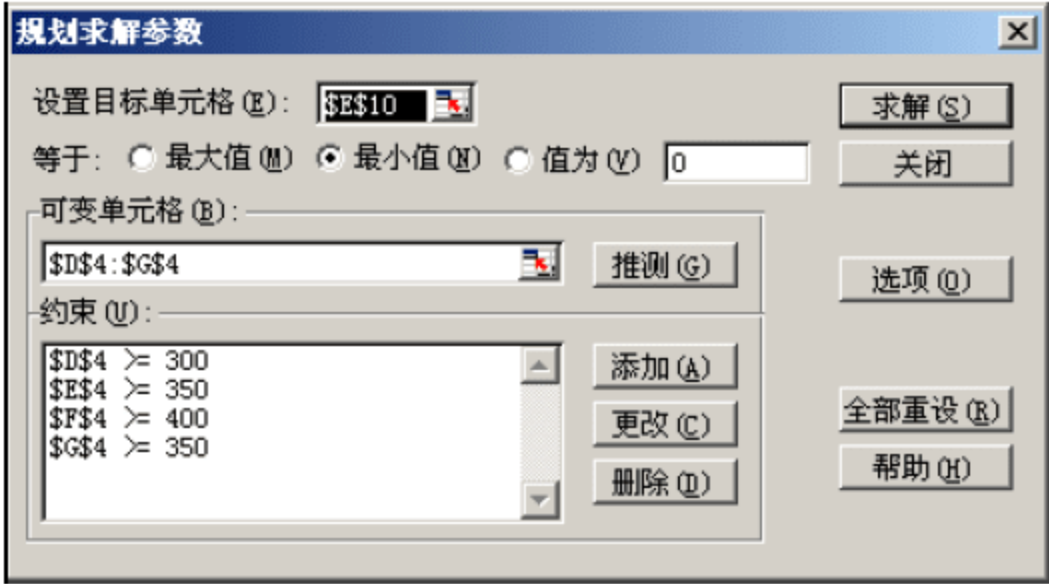 规划求解参数
设置目标单元格(E): $E$10 求解(S)
等于: 最大值(M) 最小值(N) 值为(V) 0 关闭
可变单元格(B):
$D$4:$G$4 推测(G) 选项(O)
约束(U):
$D$4 >= 300 添加(A)
$E$4 >= 350
$F$4 >= 400 更改(C) 全部重设(R)
$G$4 >= 350
删除(D) 帮助(H)